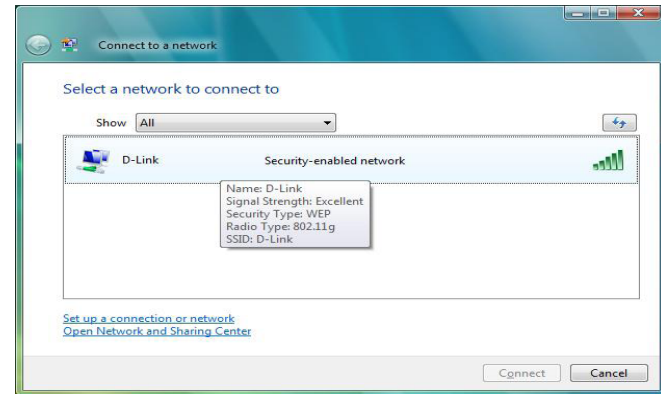 Connect to a network
Select a network to connect to
Show All
D-Link Security-enabled network
Name: D-Link
Signal Strength: Excellent
Security Type: WEP
Radio Type: 802.11g
SSID: D-Link
Set up a connection or network
Open Network and Sharing Center
Connect Cancel